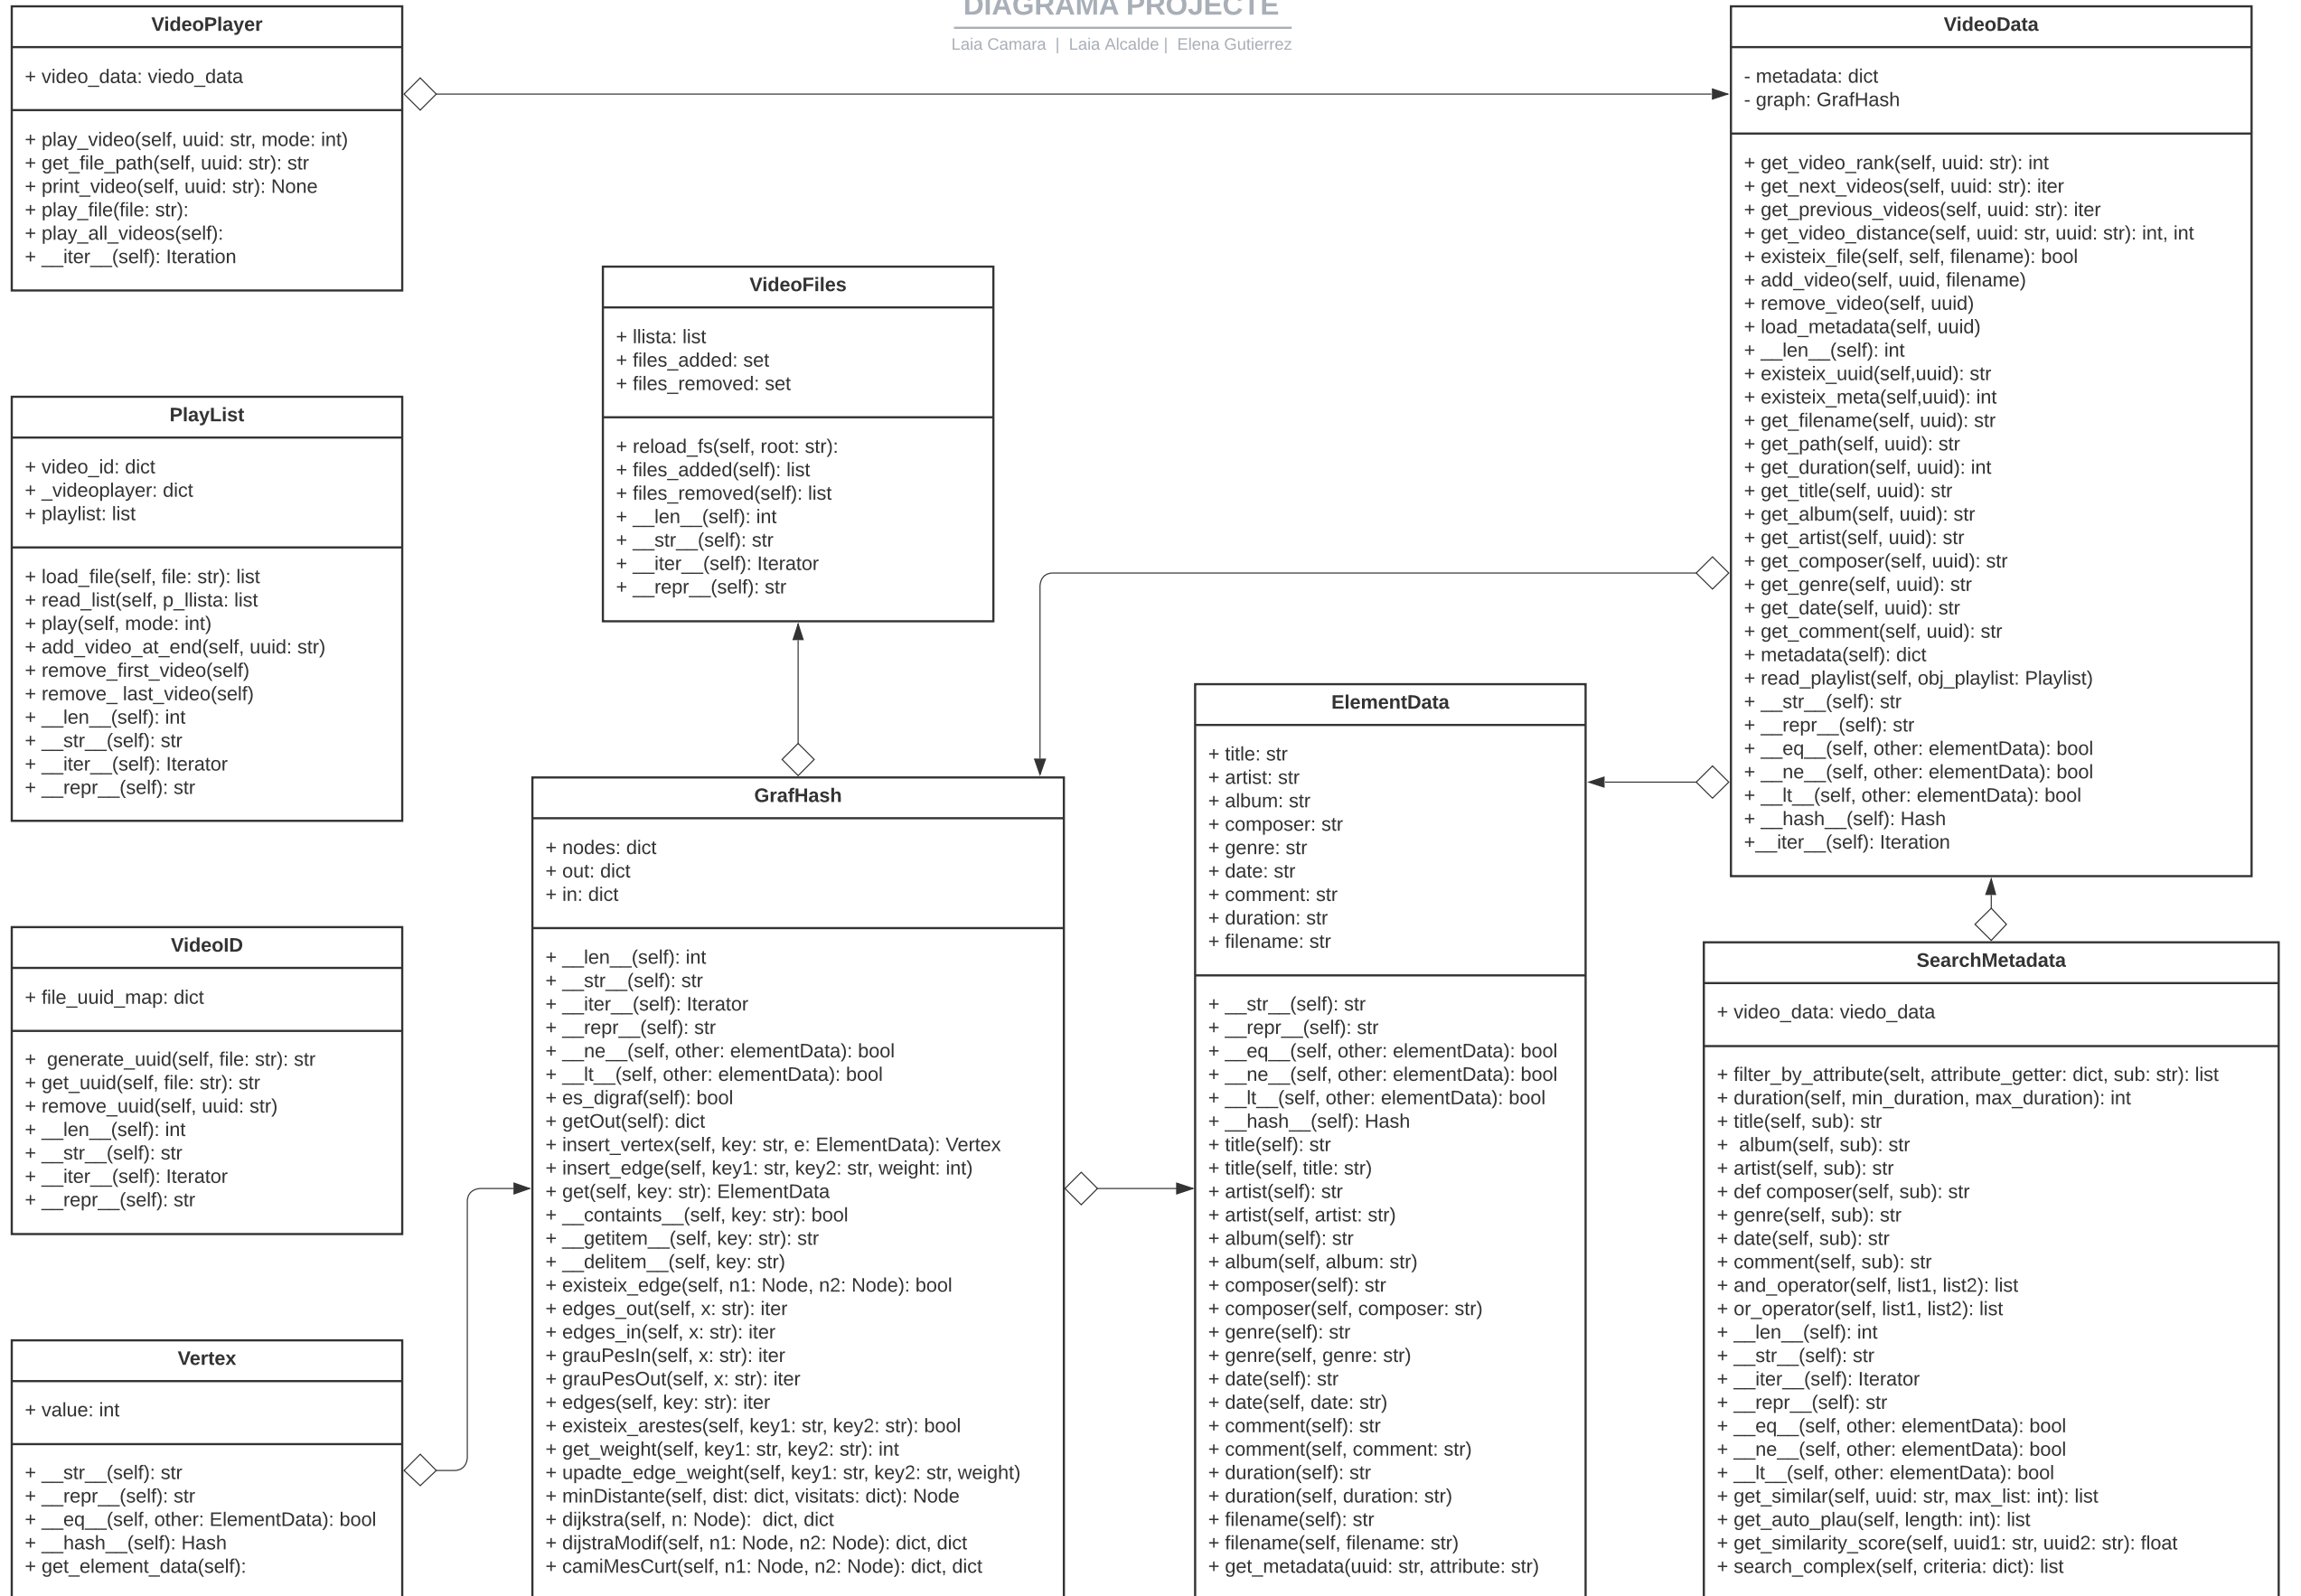 DIAGRAMA PROJECTE
Laia Camara | Laia Alcalde | Elena Gutierrez
VideoPlayer
+ video_data: viedo_data
+ play_video(self, uuid: str, mode: int)
+ get_file_path(self, uuid: str): str
+ print_video(self, uuid: str): None
+ play_file(file: str):
+ play_all_videos(self):
+ __iter__(self): Iteration
PlayList
+ video_id: dict
+ _videoplayer: dict
+ playlist: list
+ load_file(self, file: str): list
+ read_list(self, p_llista: list
+ play(self, mode: int)
+ add_video_at_end(self, uuid: str)
+ remove_first_video(self)
+ remove_ last_video(self)
+ __len__(self): int
+ __str__(self): str
+ __iter__(self): Iterator
+ __repr__(self): str
VideoID
+ file_uuid_map: dict
+  generate_uuid(self, file: str): str
+ get_uuid(self, file: str): str
+ remove_uuid(self, uuid: str)
+ __len__(self): int
+ __str__(self): str
+ __iter__(self): Iterator
+ __repr__(self): str
Vertex
+ value: int
+ __str__(self): str
+ __repr__(self): str
+ __eq__(self, other: ElementData): bool
+ __hash__(self): Hash
+ get_element_data(self):
VideoFiles
+ llista: list
+ files_added: set
+ files_removed: set
+ reload_fs(self, root: str):
+ files_added(self): list
+ files_removed(self): list
+ __len__(self): int
+ __str__(self): str
+ __iter__(self): Iterator
+ __repr__(self): str
GrafHash
+ nodes: dict
+ out: dict
+ in: dict
+ __len__(self): int
+ __str__(self): str
+ __iter__(self): Iterator
+ __repr__(self): str
+ __ne__(self, other: elementData): bool
+ __lt__(self, other: elementData): bool
+ es_digraf(self): bool
+ getOut(self): dict
+ insert_vertex(self, key: str, e: ElementData): Vertex
+ insert_edge(self, key1: str, key2: str, weight: int)
+ get(self, key: str): ElementData
+ __containts__(self, key: str): bool
+ __getitem__(self, key: str): str
+ __delitem__(self, key: str)
+ existeix_edge(self, n1: Node, n2: Node): bool
+ edges_out(self, x: str): iter
+ edges_in(self, x: str): iter
+ grauPesIn(self, x: str): iter
+ grauPesOut(self, x: str): iter
+ edges(self, key: str): iter
+ existeix_arestes(self, key1: str, key2: str): bool
+ get_weight(self, key1: str, key2: str): int
+ upadte_edge_weight(self, key1: str, key2: str, weight)
+ minDistante(self, dist: dict, visitats: dict): Node
+ dijkstra(self, n: Node):  dict, dict
+ dijstraModif(self, n1: Node, n2: Node): dict, dict
+ camiMesCurt(self, n1: Node, n2: Node): dict, dict
ElementData
+ title: str
+ artist: str
+ album: str
+ composer: str
+ genre: str
+ date: str
+ comment: str
+ duration: str
+ filename: str
+ __str__(self): str
+ __repr__(self): str
+ __eq__(self, other: elementData): bool
+ __ne__(self, other: elementData): bool
+ __lt__(self, other: elementData): bool
+ __hash__(self): Hash
+ title(self): str
+ title(self, title: str)
+ artist(self): str
+ artist(self, artist: str)
+ album(self): str
+ album(self, album: str)
+ composer(self): str
+ composer(self, composer: str)
+ genre(self): str
+ genre(self, genre: str)
+ date(self): str
+ date(self, date: str)
+ comment(self): str
+ comment(self, comment: str)
+ duration(self): str
+ duration(self, duration: str)
+ filename(self): str
+ filename(self, filename: str)
+ get_metadata(uuid: str, attribute: str)
VideoData
- metadata: dict
- graph: GrafHash
+ get_video_rank(self, uuid: str): int
+ get_next_videos(self, uuid: str): iter
+ get_previous_videos(self, uuid: str): iter
+ get_video_distance(self, uuid: str, uuid: str): int, int
+ existeix_file(self, self, filename): bool
+ add_video(self, uuid, filename)
+ remove_video(self, uuid)
+ load_metadata(self, uuid)
+ __len__(self): int
+ existeix_uuid(self,uuid): str
+ existeix_meta(self,uuid): int
+ get_filename(self, uuid): str
+ get_path(self, uuid): str
+ get_duration(self, uuid): int
+ get_title(self, uuid): str
+ get_album(self, uuid): str
+ get_artist(self, uuid): str
+ get_composer(self, uuid): str
+ get_genre(self, uuid): str
+ get_date(self, uuid): str
+ get_comment(self, uuid): str
+ metadata(self): dict
+ read_playlist(self, obj_playlist: Playlist)
+ __str__(self): str
+ __repr__(self): str
+ __eq__(self, other: elementData): bool
+ __ne__(self, other: elementData): bool
+ __lt__(self, other: elementData): bool
+ __hash__(self): Hash
+__iter__(self): Iteration
SearchMetadata
+ video_data: viedo_data
+ filter_by_attribute(selt, attribute_getter: dict, sub: str): list
+ duration(self, min_duration, max_duration): int
+ title(self, sub): str
+  album(self, sub): str
+ artist(self, sub): str
+ def composer(self, sub): str
+ genre(self, sub): str
+ date(self, sub): str
+ comment(self, sub): str
+ and_operator(self, list1, list2): list
+ or_operator(self, list1, list2): list
+ __len__(self): int
+ __str__(self): str
+ __iter__(self): Iterator
+ __repr__(self): str
+ __eq__(self, other: elementData): bool
+ __ne__(self, other: elementData): bool
+ __lt__(self, other: elementData): bool
+ get_similar(self, uuid: str, max_list: int): list
+ get_auto_plau(self, length: int): list
+ get_similarity_score(self, uuid1: str, uuid2: str): float
+ search_complex(self, criteria: dict): list